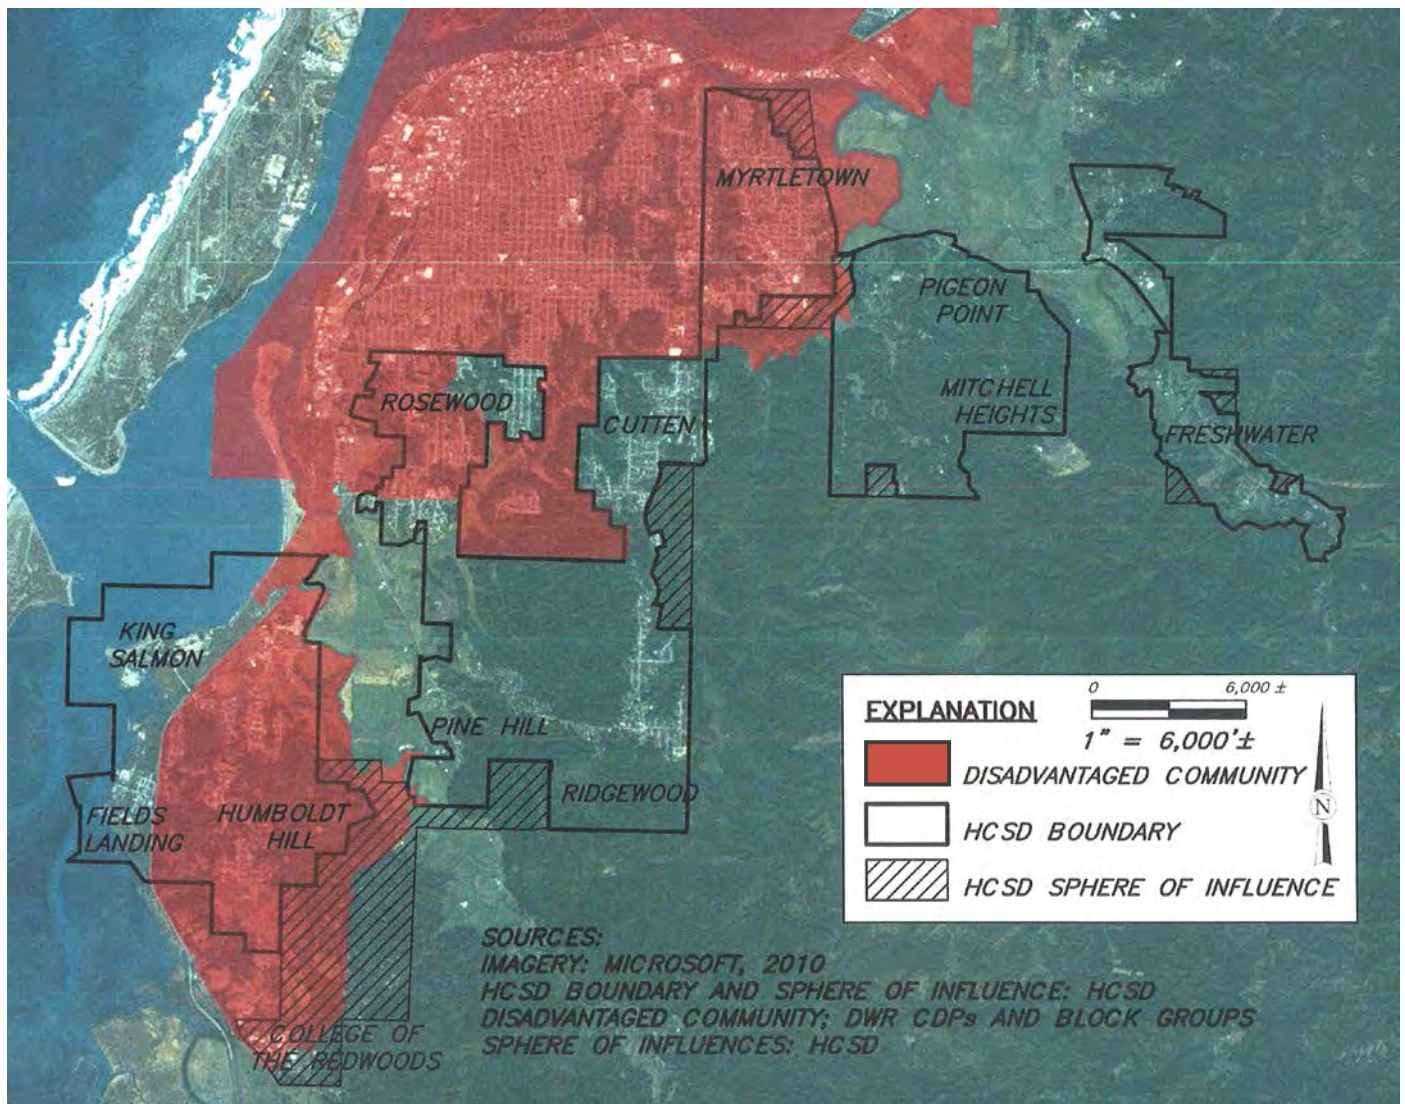 MYRTLETOWN
PIGEON
POINT
ROSEWOOD
MITCHELL
HEIGHTS
CUTTEN
FRESHWATER
KING
SALMON
PINE HILL
RIDGEWOOD
FIELDS
LANDING
HUMBOLDT
HILL
EXPLANATION
0 6,000 ±
1" = 6,000'±
DISADVANTAGED COMMUNITY
HCSD BOUNDARY
HCSD SPHERE OF INFLUENCE
N
SOURCES:
IMAGERY: MICROSOFT, 2010
HCSD BOUNDARY AND SPHERE OF INFLUENCE: HCSD
DISADVANTAGED COMMUNITY; DWR CDPs AND BLOCK GROUPS
SPHERE OF INFLUENCES: HCSD
COLLEGE OF
THE REDWOODS